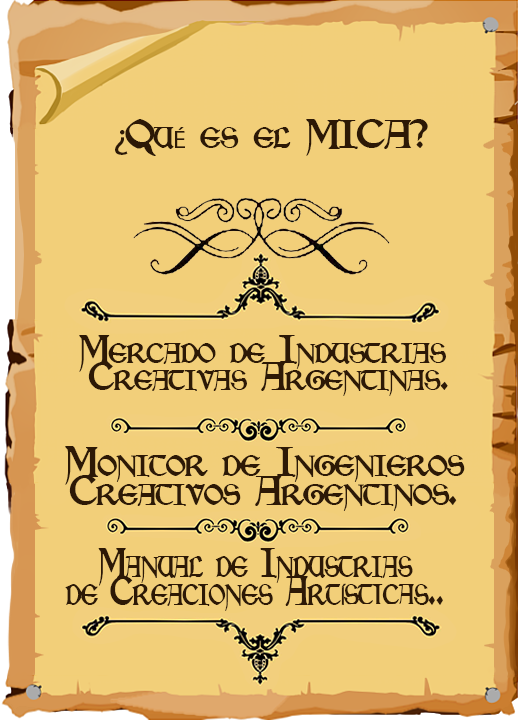 ¿Qué es el MICA?
Mercado de Industrias
Creativas Argentinas.
Monitor de Ingenieros
Creativos Argentinos.
Manual de Industrias
de Creaciones Artísticas..